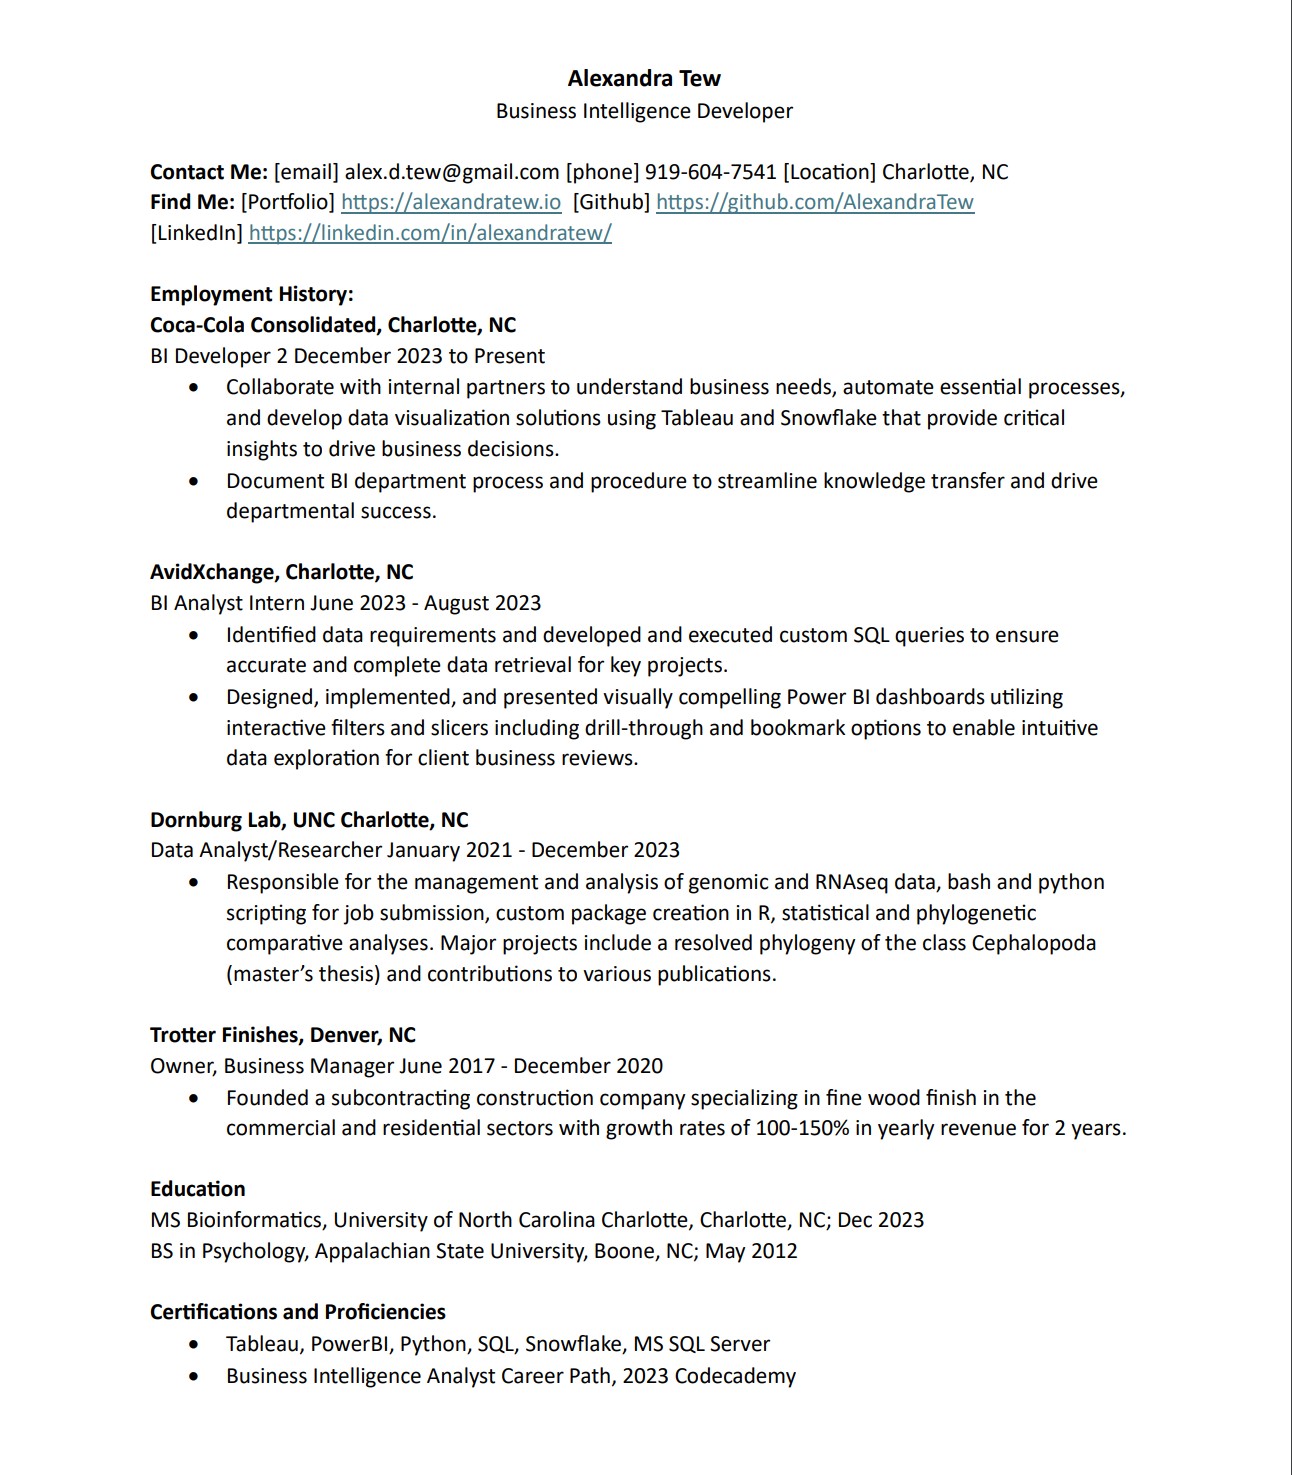 Alexandra Tew
Business Intelligence Developer
Contact Me: [email] alex.d.tew@gmail.com [phone] 919-604-7541 [Location] Charlotte, NC
Find Me: [Portfolio] https://alexandratew.io [Github] https://github.com/AlexandraTew
[LinkedIn] https://linkedin.com/in/alexandratew/
Employment History:
Coca-Cola Consolidated, Charlotte, NC
BI Developer 2 December 2023 to Present
• Collaborate with internal partners to understand business needs, automate essential processes,
and develop data visualization solutions using Tableau and Snowflake that provide critical
insights to drive business decisions.
• Document BI department process and procedure to streamline knowledge transfer and drive
departmental success.
AvidXchange, Charlotte, NC
BI Analyst Intern June 2023 - August 2023
• Identified data requirements and developed and executed custom SQL queries to ensure
accurate and complete data retrieval for key projects.
• Designed, implemented, and presented visually compelling Power BI dashboards utilizing
interactive filters and slicers including drill-through and bookmark options to enable intuitive
data exploration for client business reviews.
Dornburg Lab, UNC Charlotte, NC
Data Analyst/Researcher January 2021 - December 2023
• Responsible for the management and analysis of genomic and RNAseq data, bash and python
scripting for job submission, custom package creation in R, statistical and phylogenetic
comparative analyses. Major projects include a resolved phylogeny of the class Cephalopoda
(master’s thesis) and contributions to various publications.
Trotter Finishes, Denver, NC
Owner, Business Manager June 2017 - December 2020
• Founded a subcontracting construction company specializing in fine wood finish in the
commercial and residential sectors with growth rates of 100-150% in yearly revenue for 2 years.
Education
MS Bioinformatics, University of North Carolina Charlotte, Charlotte, NC; Dec 2023
BS in Psychology, Appalachian State University, Boone, NC; May 2012
Certifications and Proficiencies
• Tableau, PowerBI, Python, SQL, Snowflake, MS SQL Server
• Business Intelligence Analyst Career Path, 2023 Codecademy